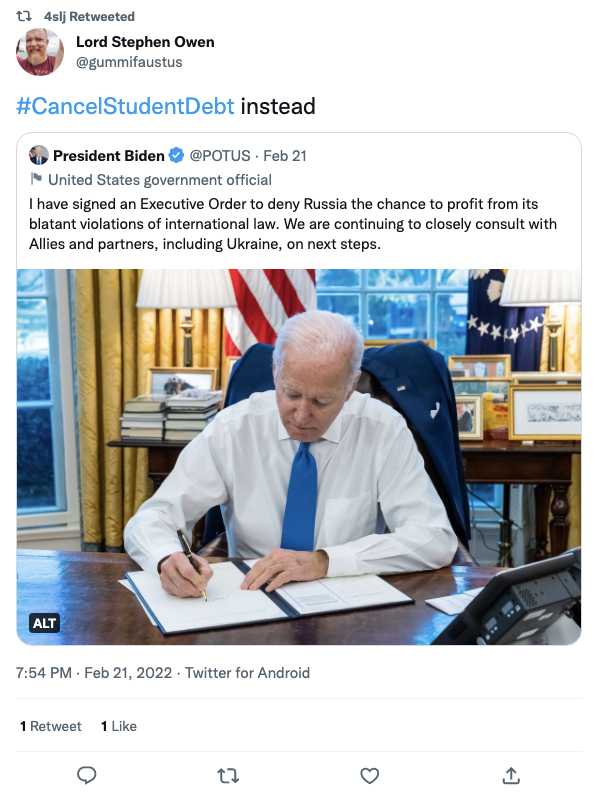 4slj Retweeted
Lord Stephen Owen
@gummifaustus
#CancelStudentDebt instead
President Biden @POTUS · Feb 21
United States government official
I have signed an Executive Order to deny Russia the chance to profit from its
blatant violations of international law. We are continuing to closely consult with
Allies and partners, including Ukraine, on next steps.
ALT
7:54 PM · Feb 21, 2022 · Twitter for Android
1 Retweet 1 Like